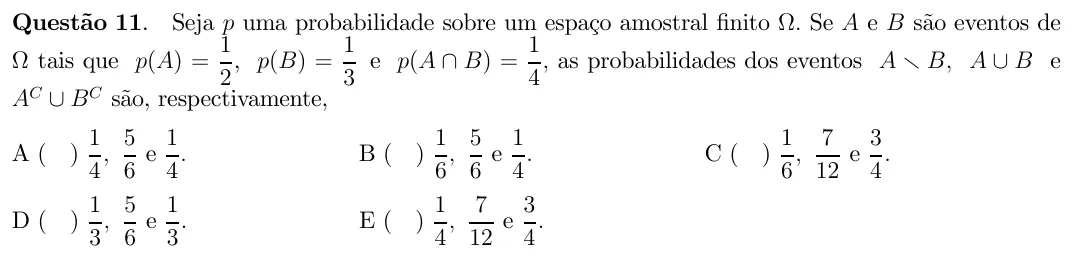 Questão 11. Seja p uma probabilidade sobre um espaço amostral finito Ω. Se A e B são eventos de
Ω tais que p(A) = 1/2, p(B) = 1/3 e p(A ∩ B) = 1/4, as probabilidades dos eventos A ∖ B, A ∪ B e
A^C ∪ B^C são, respectivamente,
A ( ) 1/4, 5/6 e 1/4. B ( ) 1/6, 5/6 e 1/4. C ( ) 1/6, 7/12 e 3/4.
D ( ) 1/3, 5/6 e 1/3. E ( ) 1/4, 7/12 e 3/4.